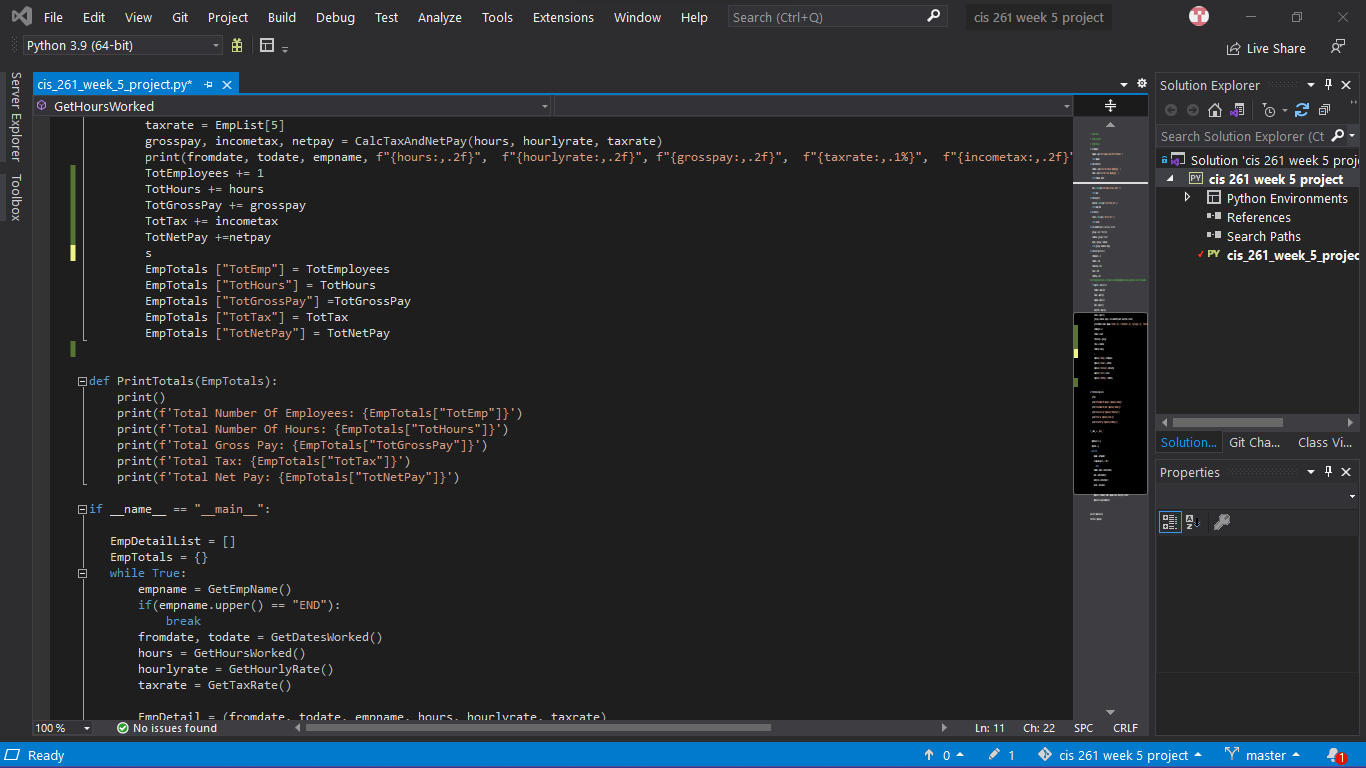 File Edit View Git Project Build Debug Test Analyze Tools Extensions Window Help Search (Ctrl+Q) cis 261 week 5 project
Python 3.9 (64-bit) Live Share
Server Explorer
Toolbox
cis_261_week_5_project.py*
GetHoursWorked
taxrate = EmpList[5]
grosspay, incometax, netpay = CalcTaxAndNetPay(hours, hourlyrate, taxrate)
print(fromdate, todate, empname, f"{hours:,.2f}", f"{hourlyrate:,.2f}", f"{grosspay:,.2f}", f"{taxrate:,.1%}", f"{incometax:,.2f}"
TotEmployees += 1
TotHours += hours
TotGrossPay += grosspay
TotTax += incometax
TotNetPay +=netpay
s
EmpTotals ["TotEmp"] = TotEmployees
EmpTotals ["TotHours"] = TotHours
EmpTotals ["TotGrossPay"] =TotGrossPay
EmpTotals ["TotTax"] = TotTax
EmpTotals ["TotNetPay"] = TotNetPay
def PrintTotals(EmpTotals):
print()
print(f'Total Number Of Employees: {EmpTotals["TotEmp"]}')
print(f'Total Number Of Hours: {EmpTotals["TotHours"]}')
print(f'Total Gross Pay: {EmpTotals["TotGrossPay"]}')
print(f'Total Tax: {EmpTotals["TotTax"]}')
print(f'Total Net Pay: {EmpTotals["TotNetPay"]}')
if __name__ == "__main__":
EmpDetailList = []
EmpTotals = {}
while True:
empname = GetEmpName()
if(empname.upper() == "END"):
break
fromdate, todate = GetDatesWorked()
hours = GetHoursWorked()
hourlyrate = GetHourlyRate()
taxrate = GetTaxRate()
EmpDetail = (fromdate, todate, empname, hours, hourlyrate, taxrate)
100 % No issues found Ln: 11 Ch: 22 SPC CRLF
Solution Explorer
Search Solution Explorer (Ct
Solution 'cis 261 week 5 proj
PY cis 261 week 5 project
Python Environments
References
Search Paths
PY cis_261_week_5_projec
Solution... Git Cha... Class Vi...
Properties
Ready 0 1 cis 261 week 5 project master 1